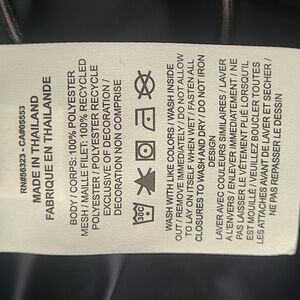 RN#56323 - CA#05553
MADE IN THAILAND
FABRIQUE EN THAILANDE
BODY / CORPS: 100% POLYESTER
MESH / MAILLE FILET: 100% RECYCLED
POLYESTER / POLYESTER RECYCLE
EXCLUSIVE OF DECORATION /
DECORATION NON COMPRISE
30C
WASH WITH LIKE COLORS / WASH INSIDE
OUT / REMOVE IMMEDIATELY / DO NOT ALLOW
TO LAY ON ITSELF WHEN WET / FASTEN ALL
CLOSURES TO WASH AND DRY / DO NOT IRON
DESIGN
LAVER AVEC COULEURS SIMILAIRES / LAVER
A L'ENVERS / ENLEVER IMMEDIATEMENT / NE
PAS LAISSER LE VÊTEMENT PLIÉ LORSQU'IL
EST MOUILLÉ / VEUILLEZ BOUCLER TOUTES
LES ATTACHES AVANT DE LAVER ET SECHER /
NE PAS REPASSER LE DESSIN